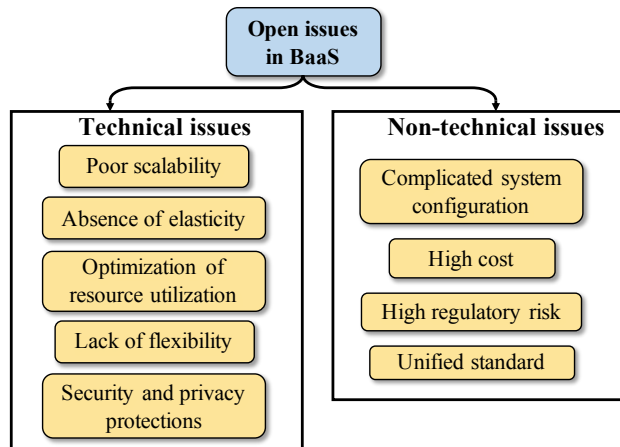 Open issues
in BaaS
Technical issues
Poor scalability
Absence of elasticity
Optimization of
resource utilization
Lack of flexibility
Security and privacy
protections
Non-technical issues
Complicated system
configuration
High cost
High regulatory risk
Unified standard